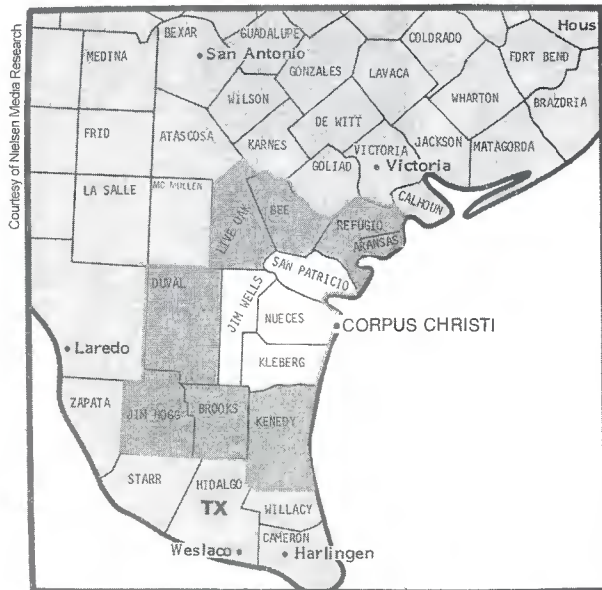 Courtesy of Nielsen Media Research
BEXAR
GUADALUPE
COLORADO
Hous
MEDINA
San Antonio
FORT BEND
GONZALES
LAVACA
WILSON
WHARTON
BRAZDRIA
DE WITT
FRID
ATASCOSA
KARNES
VICTORIA
JACKSON
MATAGORDA
GOLIAD
Victoria
LA SALLE
MC MULLEN
CALHOUN
LIVE OAK
BEE
REFUGIO
ARANSAS
SAN PATRICIO
DUVAL
JIM WELLS
NUECES
CORPUS CHRISTI
Laredo
KLEBERG
ZAPATA
JIM HOGG
BROOKS
KENEDY
STARR
HIDALGO
TX
WILLACY
CAMERON
Weslaco
Harlingen